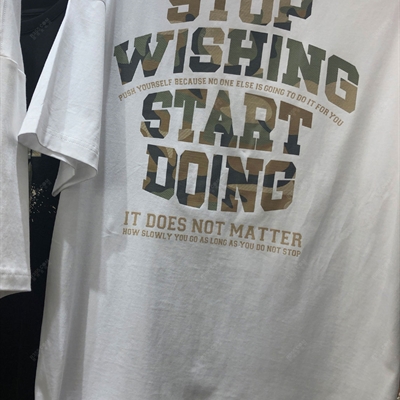 STOP
WISHING
PUSH YOURSELF BECAUSE NO ONE ELSE IS GOING TO DO IT FOR YOU
START
DOING
IT DOES NOT MATTER
HOW SLOWLY YOU GO AS LONG AS YOU DO NOT STOP